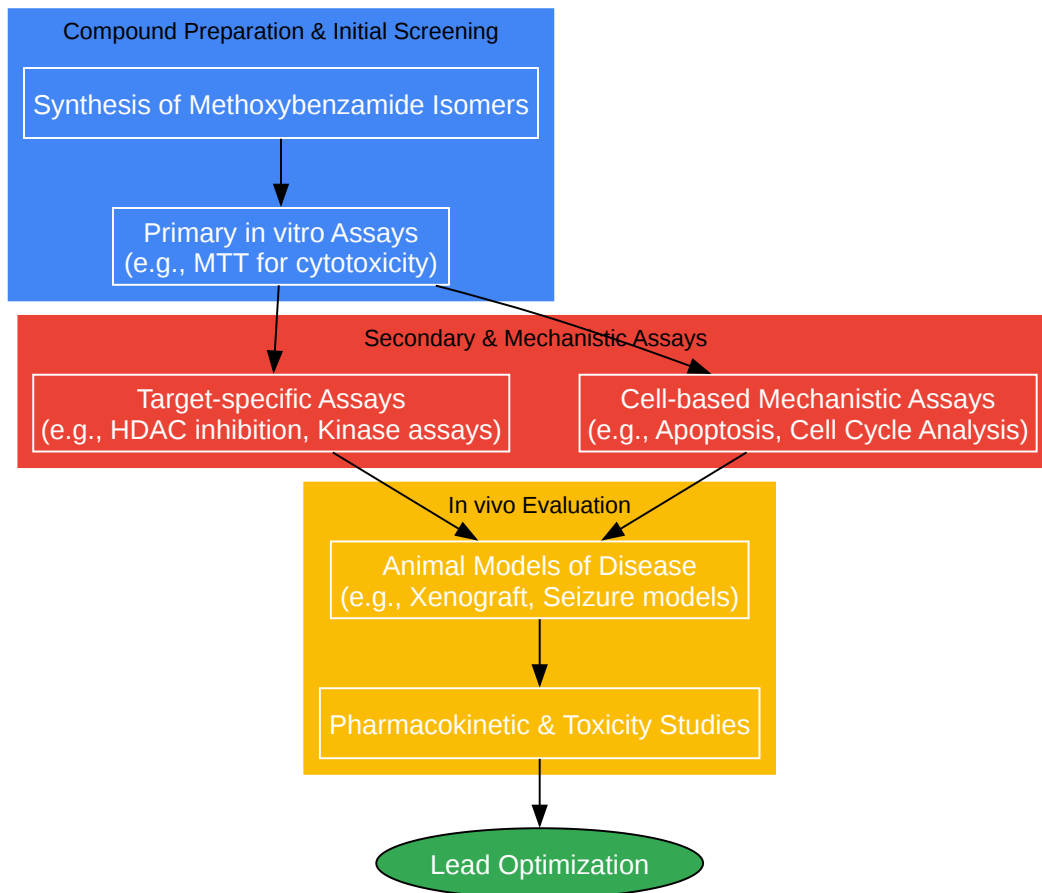 Compound Preparation & Initial Screening
Synthesis of Methoxybenzamide Isomers
Primary in vitro Assays
(e.g., MTT for cytotoxicity)
Secondary & Mechanistic Assays
Target-specific Assays
(e.g., HDAC inhibition, Kinase assays)
Cell-based Mechanistic Assays
(e.g., Apoptosis, Cell Cycle Analysis)
In vivo Evaluation
Animal Models of Disease
(e.g., Xenograft, Seizure models)
Pharmacokinetic & Toxicity Studies
Lead Optimization